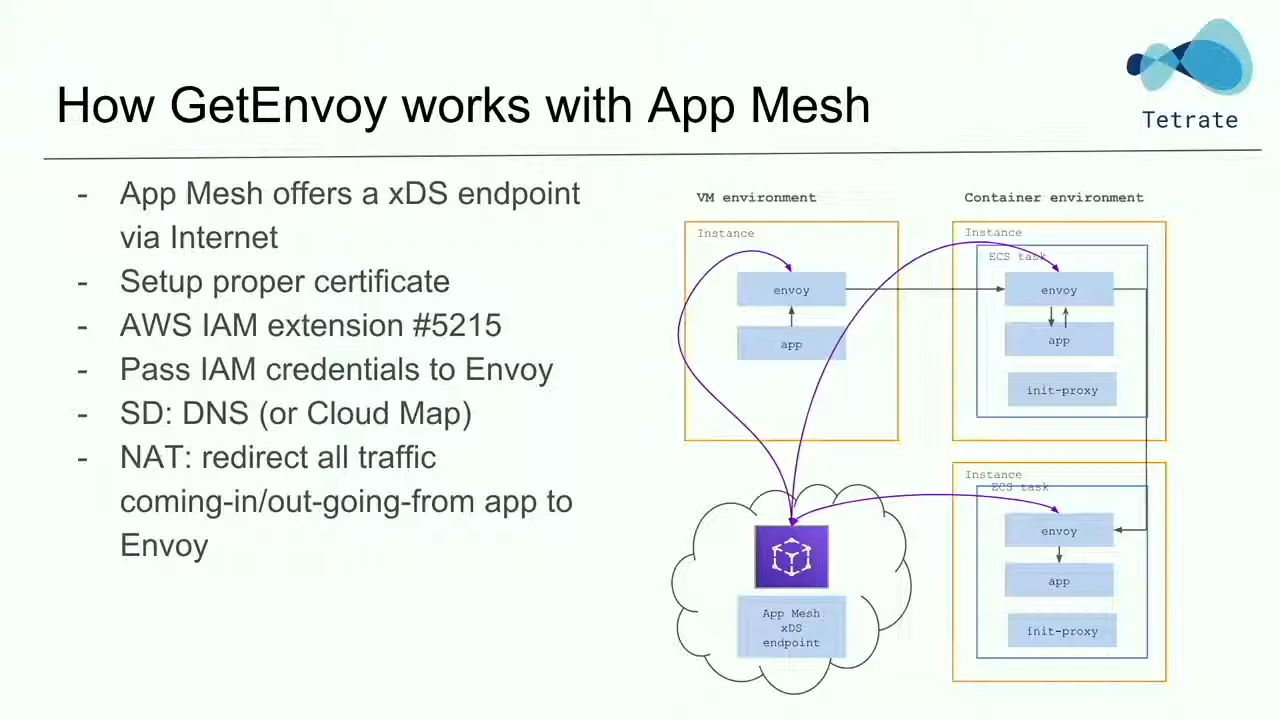 How GetEnvoy works with App Mesh
Tetrate
- App Mesh offers a xDS endpoint
via Internet
- Setup proper certificate
- AWS IAM extension #5215
- Pass IAM credentials to Envoy
- SD: DNS (or Cloud Map)
- NAT: redirect all traffic
coming-in/out-going-from app to
Envoy
VM environment
Instance
envoy
app
Container environment
Instance
ECS task
envoy
app
init-proxy
Instance
ECS task
envoy
app
init-proxy
App Mesh
xDS
endpoint